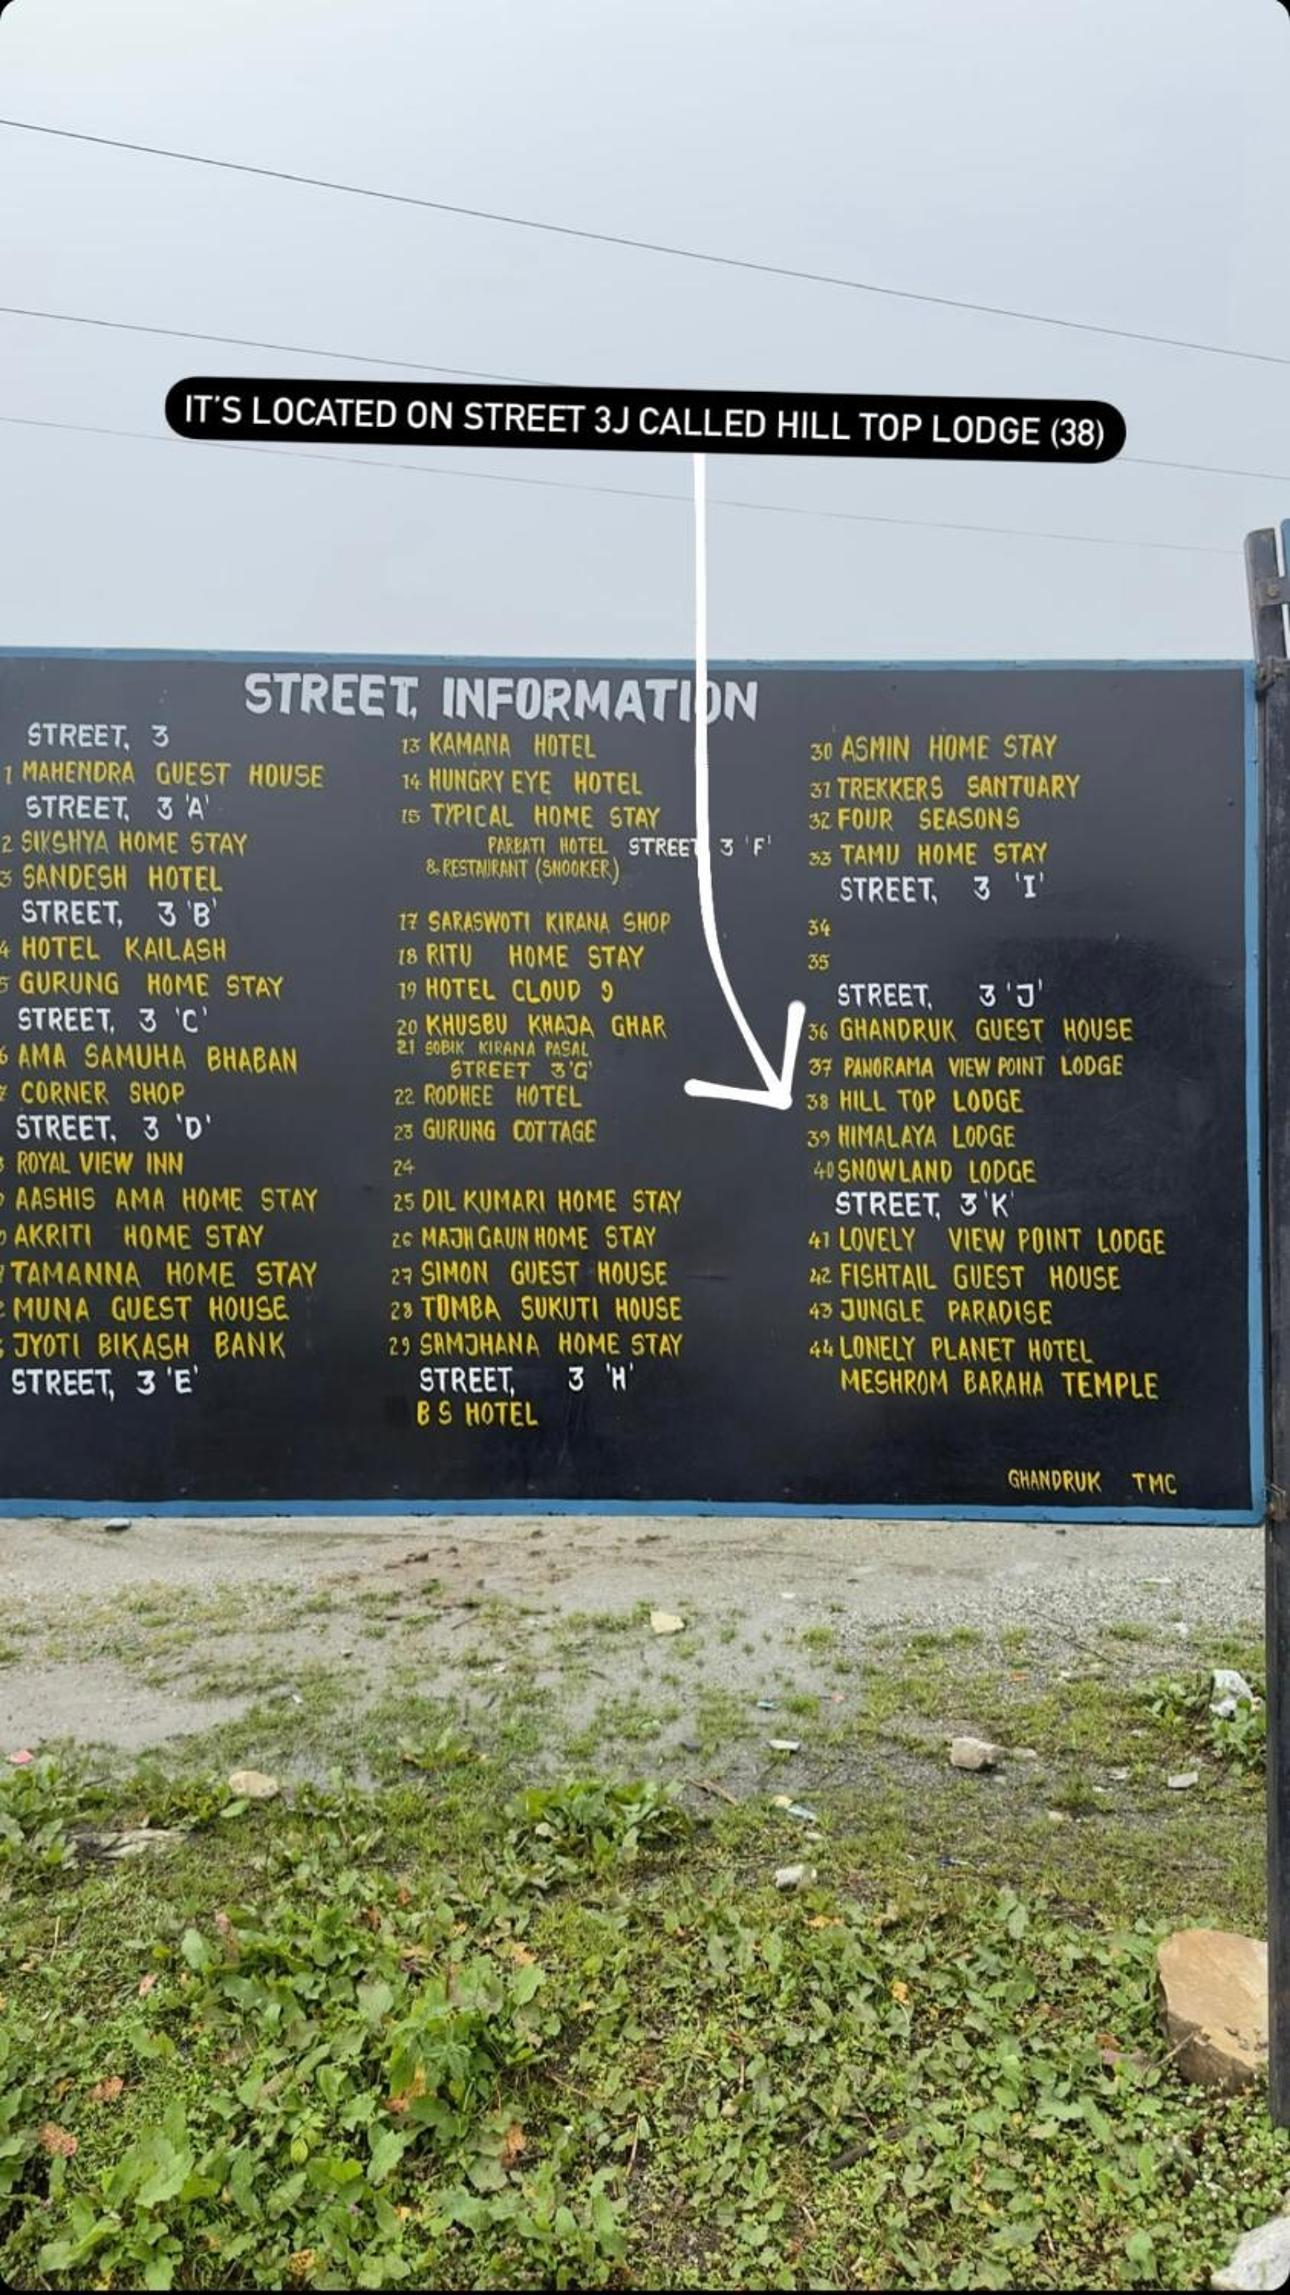 IT'S LOCATED ON STREET 3J CALLED HILL TOP LODGE (38)
STREET, INFORMATION
STREET, 3
1 MAHENDRA GUEST HOUSE
STREET, 3 'A'
2 SIKSHYA HOME STAY
3 SANDESH HOTEL
STREET, 3 'B'
4 HOTEL KAILASH
5 GURUNG HOME STAY
STREET, 3 'C'
6 AMA SAMUHA BHABAN
7 CORNER SHOP
STREET, 3 'D'
ROYAL VIEW INN
AASHIS AMA HOME STAY
AKRITI HOME STAY
TAMANNA HOME STAY
MUNA GUEST HOUSE
JYOTI BIKASH BANK
STREET, 3 'E'
13 KAMANA HOTEL
14 HUNGRY EYE HOTEL
15 TYPICAL HOME STAY
PARBATI HOTEL STREET 3 'F'
& RESTAURANT (SNOOKER)
17 SARASWOTI KIRANA SHOP
18 RITU HOME STAY
19 HOTEL CLOUD 9
20 KHUSBU KHAJA GHAR
21 SOBIK KIRANA PASAL
STREET 3 'G'
22 RODHEE HOTEL
23 GURUNG COTTAGE
24
25 DIL KUMARI HOME STAY
26 MAJH GAUN HOME STAY
27 SIMON GUEST HOUSE
28 TOMBA SUKUTI HOUSE
29 SAMJHANA HOME STAY
STREET, 3 'H'
B S HOTEL
30 ASMIN HOME STAY
31 TREKKERS SANTUARY
32 FOUR SEASONS
33 TAMU HOME STAY
STREET, 3 'I'
34
35
STREET, 3 'J'
36 GHANDRUK GUEST HOUSE
37 PANORAMA VIEW POINT LODGE
38 HILL TOP LODGE
39 HIMALAYA LODGE
40 SNOWLAND LODGE
STREET, 3 'K'
41 LOVELY VIEW POINT LODGE
42 FISHTAIL GUEST HOUSE
43 JUNGLE PARADISE
44 LONELY PLANET HOTEL
MESHROM BARAHA TEMPLE
GHANDRUK TMC